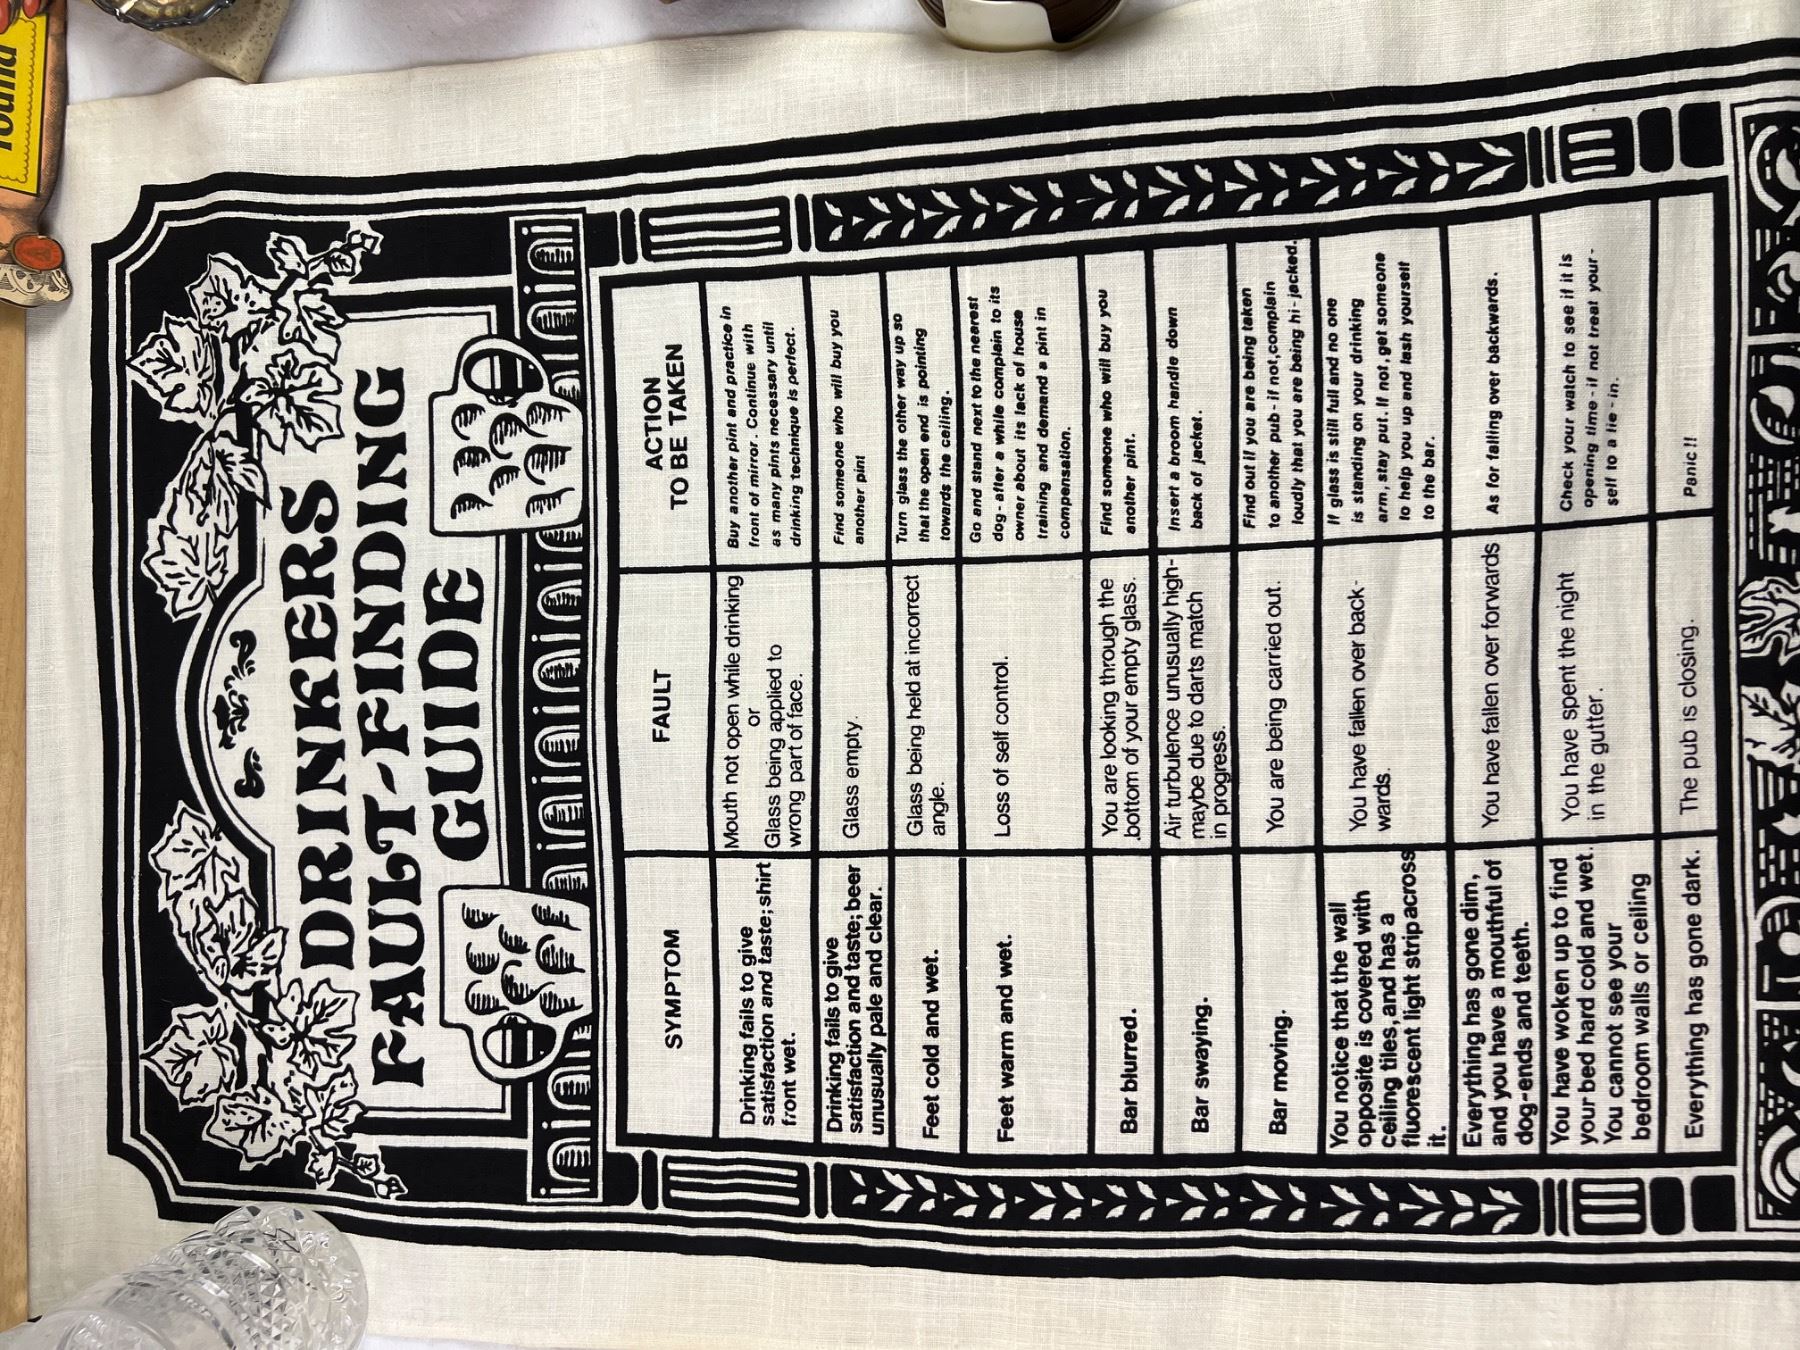 DRINKERS
FAULT-FINDING
GUIDE
SYMPTOM
FAULT
ACTION
TO BE TAKEN
Drinking fails to give
satisfaction and taste; shirt
front wet.
Mouth not open while drinking
or
Glass being applied to
wrong part of face.
Buy another pint and practice in
front of mirror. Continue with
as many pints necessary until
drinking technique is perfect.
Drinking fails to give
satisfaction and taste; beer
unusually pale and clear.
Glass empty.
Find someone who will buy you
another pint
Feet cold and wet.
Glass being held at incorrect
angle.
Turn glass the other way up so
that the open end is pointing
towards the ceiling.
Feet warm and wet.
Loss of self control.
Go and stand next to the nearest
dog - after a while complain to its
owner about its lack of house
training and demand a pint in
compensation.
Bar blurred.
You are looking through the
bottom of your empty glass.
Find someone who will buy you
another pint.
Bar swaying.
Air turbulence unusually high-
maybe due to darts match
in progress.
Insert a broom handle down
back of jacket.
Bar moving.
You are being carried out.
Find out if you are being taken
to another pub - if not, complain
loudly that you are being hi - jacked.
You notice that the wall
opposite is covered with
ceiling tiles, and has a
fluorescent light strip across
it.
You have fallen over back-
wards.
If glass is still full and no one
is standing on your drinking
arm, stay put. If not, get someone
to help you up and lash yourself
to the bar.
Everything has gone dim,
and you have a mouthful of
dog-ends and teeth.
You have fallen over forwards
As for falling over backwards.
You have woken up to find
your bed hard cold and wet.
You cannot see your
bedroom walls or ceiling
You have spent the night
in the gutter.
Check your watch to see if it is
opening time - if not treat your-
self to a lie - in.
Everything has gone dark.
The pub is closing.
Panic!!